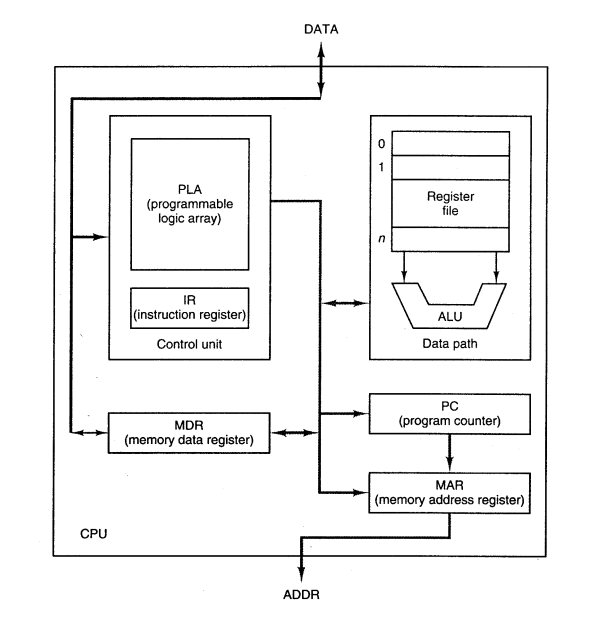 DATA
PLA
(programmable
logic array)
IR
(instruction register)
Control unit
0
1
Register
file
n
ALU
Data path
MDR
(memory data register)
PC
(program counter)
MAR
(memory address register)
CPU
ADDR